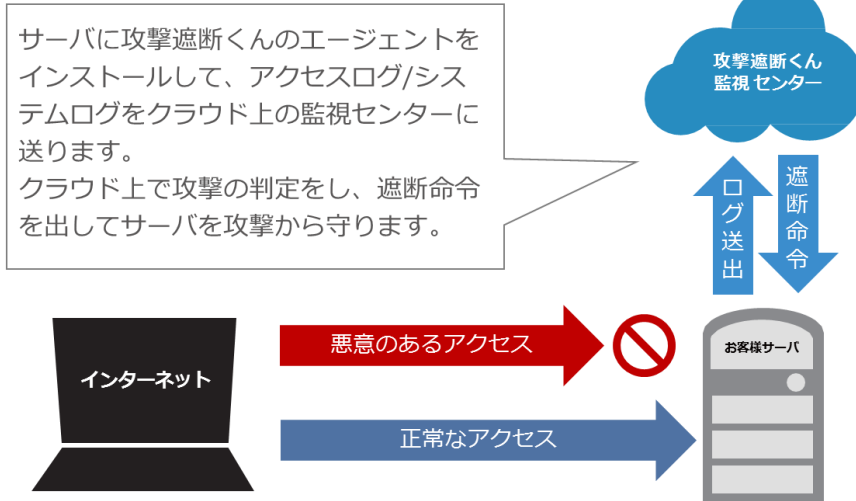 サーバに攻撃遮断くんのエージェントを
インストールして、アクセスログ/シス
テムログをクラウド上の監視センターに
送ります。
クラウド上で攻撃の判定をし、遮断命令
を出してサーバを攻撃から守ります。
攻撃遮断くん
監視センター
ログ送出
遮断命令
悪意のあるアクセス
お客様サーバ
インターネット
正常なアクセス